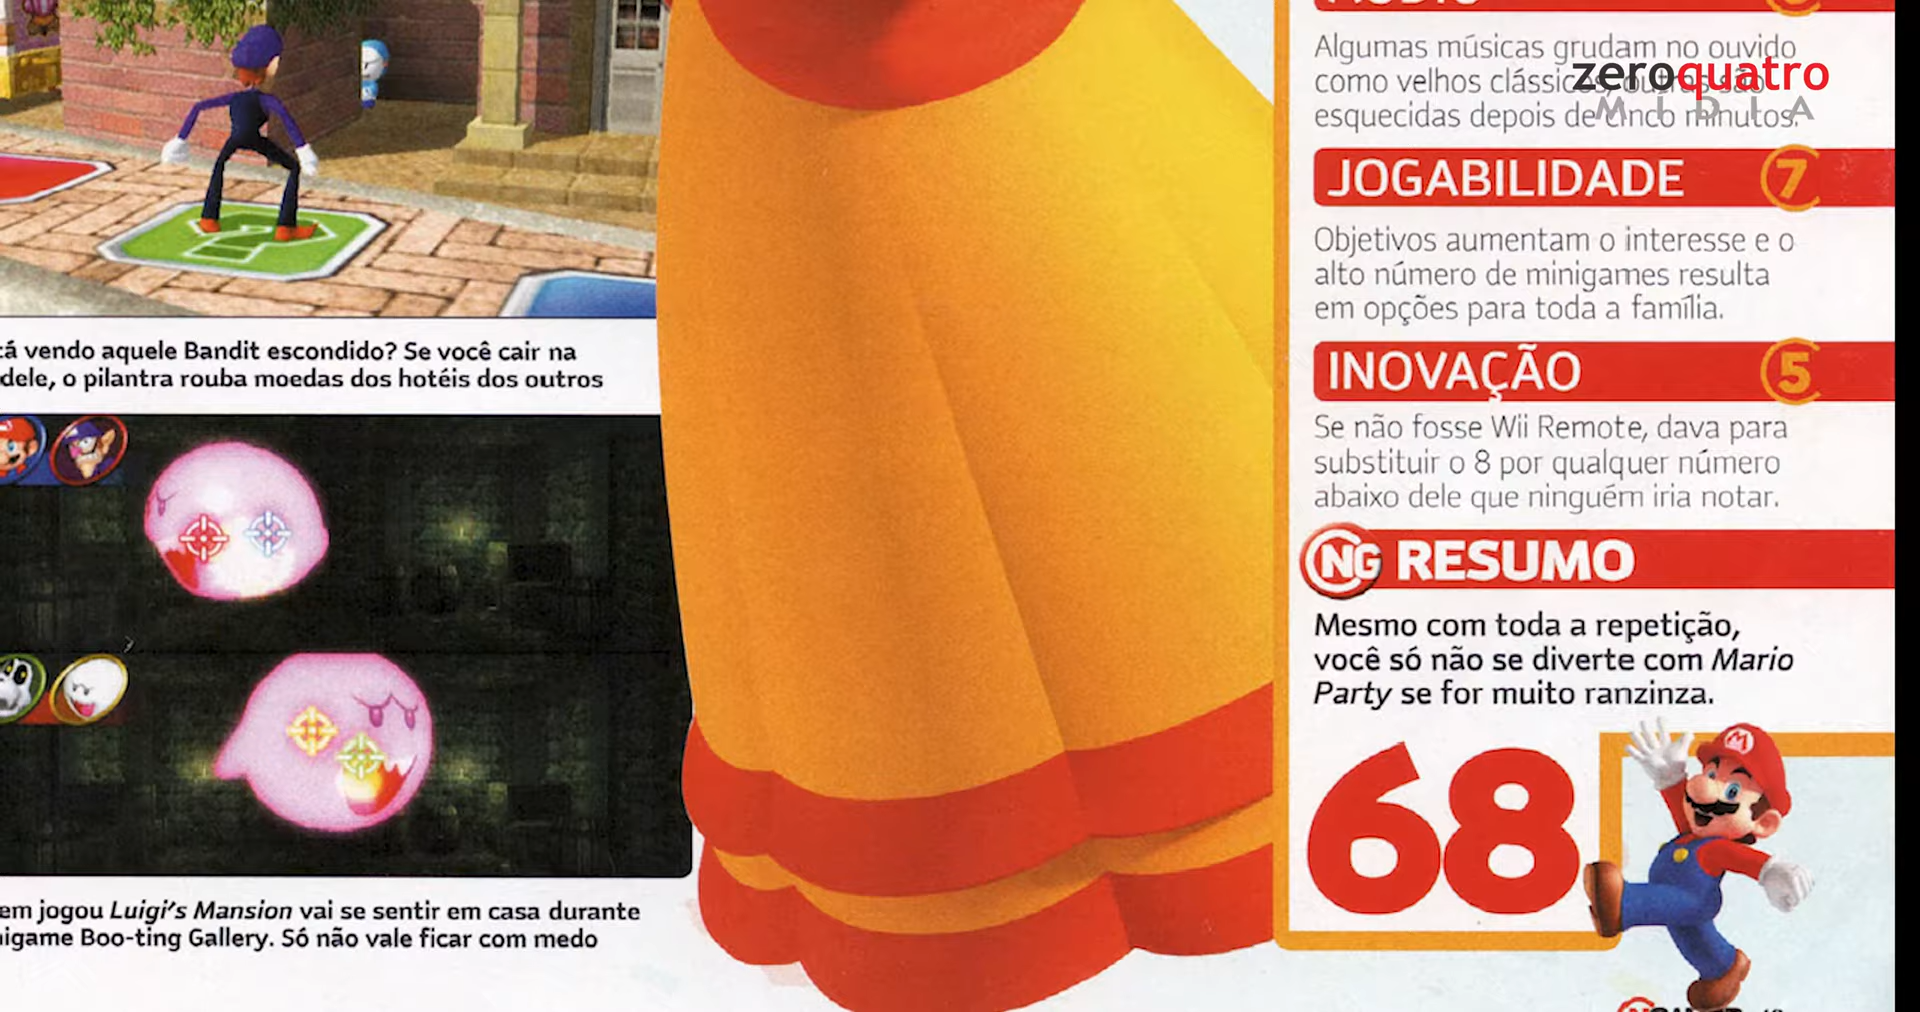 tá vendo aquele Bandit escondido? Se você cair na
dele, o pilantra rouba moedas dos hotéis dos outros
em jogou Luigi's Mansion vai se sentir em casa durante
nigame Boo-ting Gallery. Só não vale ficar com medo
Algumas músicas grudam no ouvido
como velhos clássicos, outras são
esquecidas depois de cinco minutos.
zeroquatro
MIDIA
JOGABILIDADE 7
Objetivos aumentam o interesse e o
alto número de minigames resulta
em opções para toda a família.
INOVAÇÃO 5
Se não fosse Wii Remote, dava para
substituir o 8 por qualquer número
abaixo dele que ninguém iria notar.
NG RESUMO
Mesmo com toda a repetição,
você só não se diverte com Mario
Party se for muito ranzinza.
68